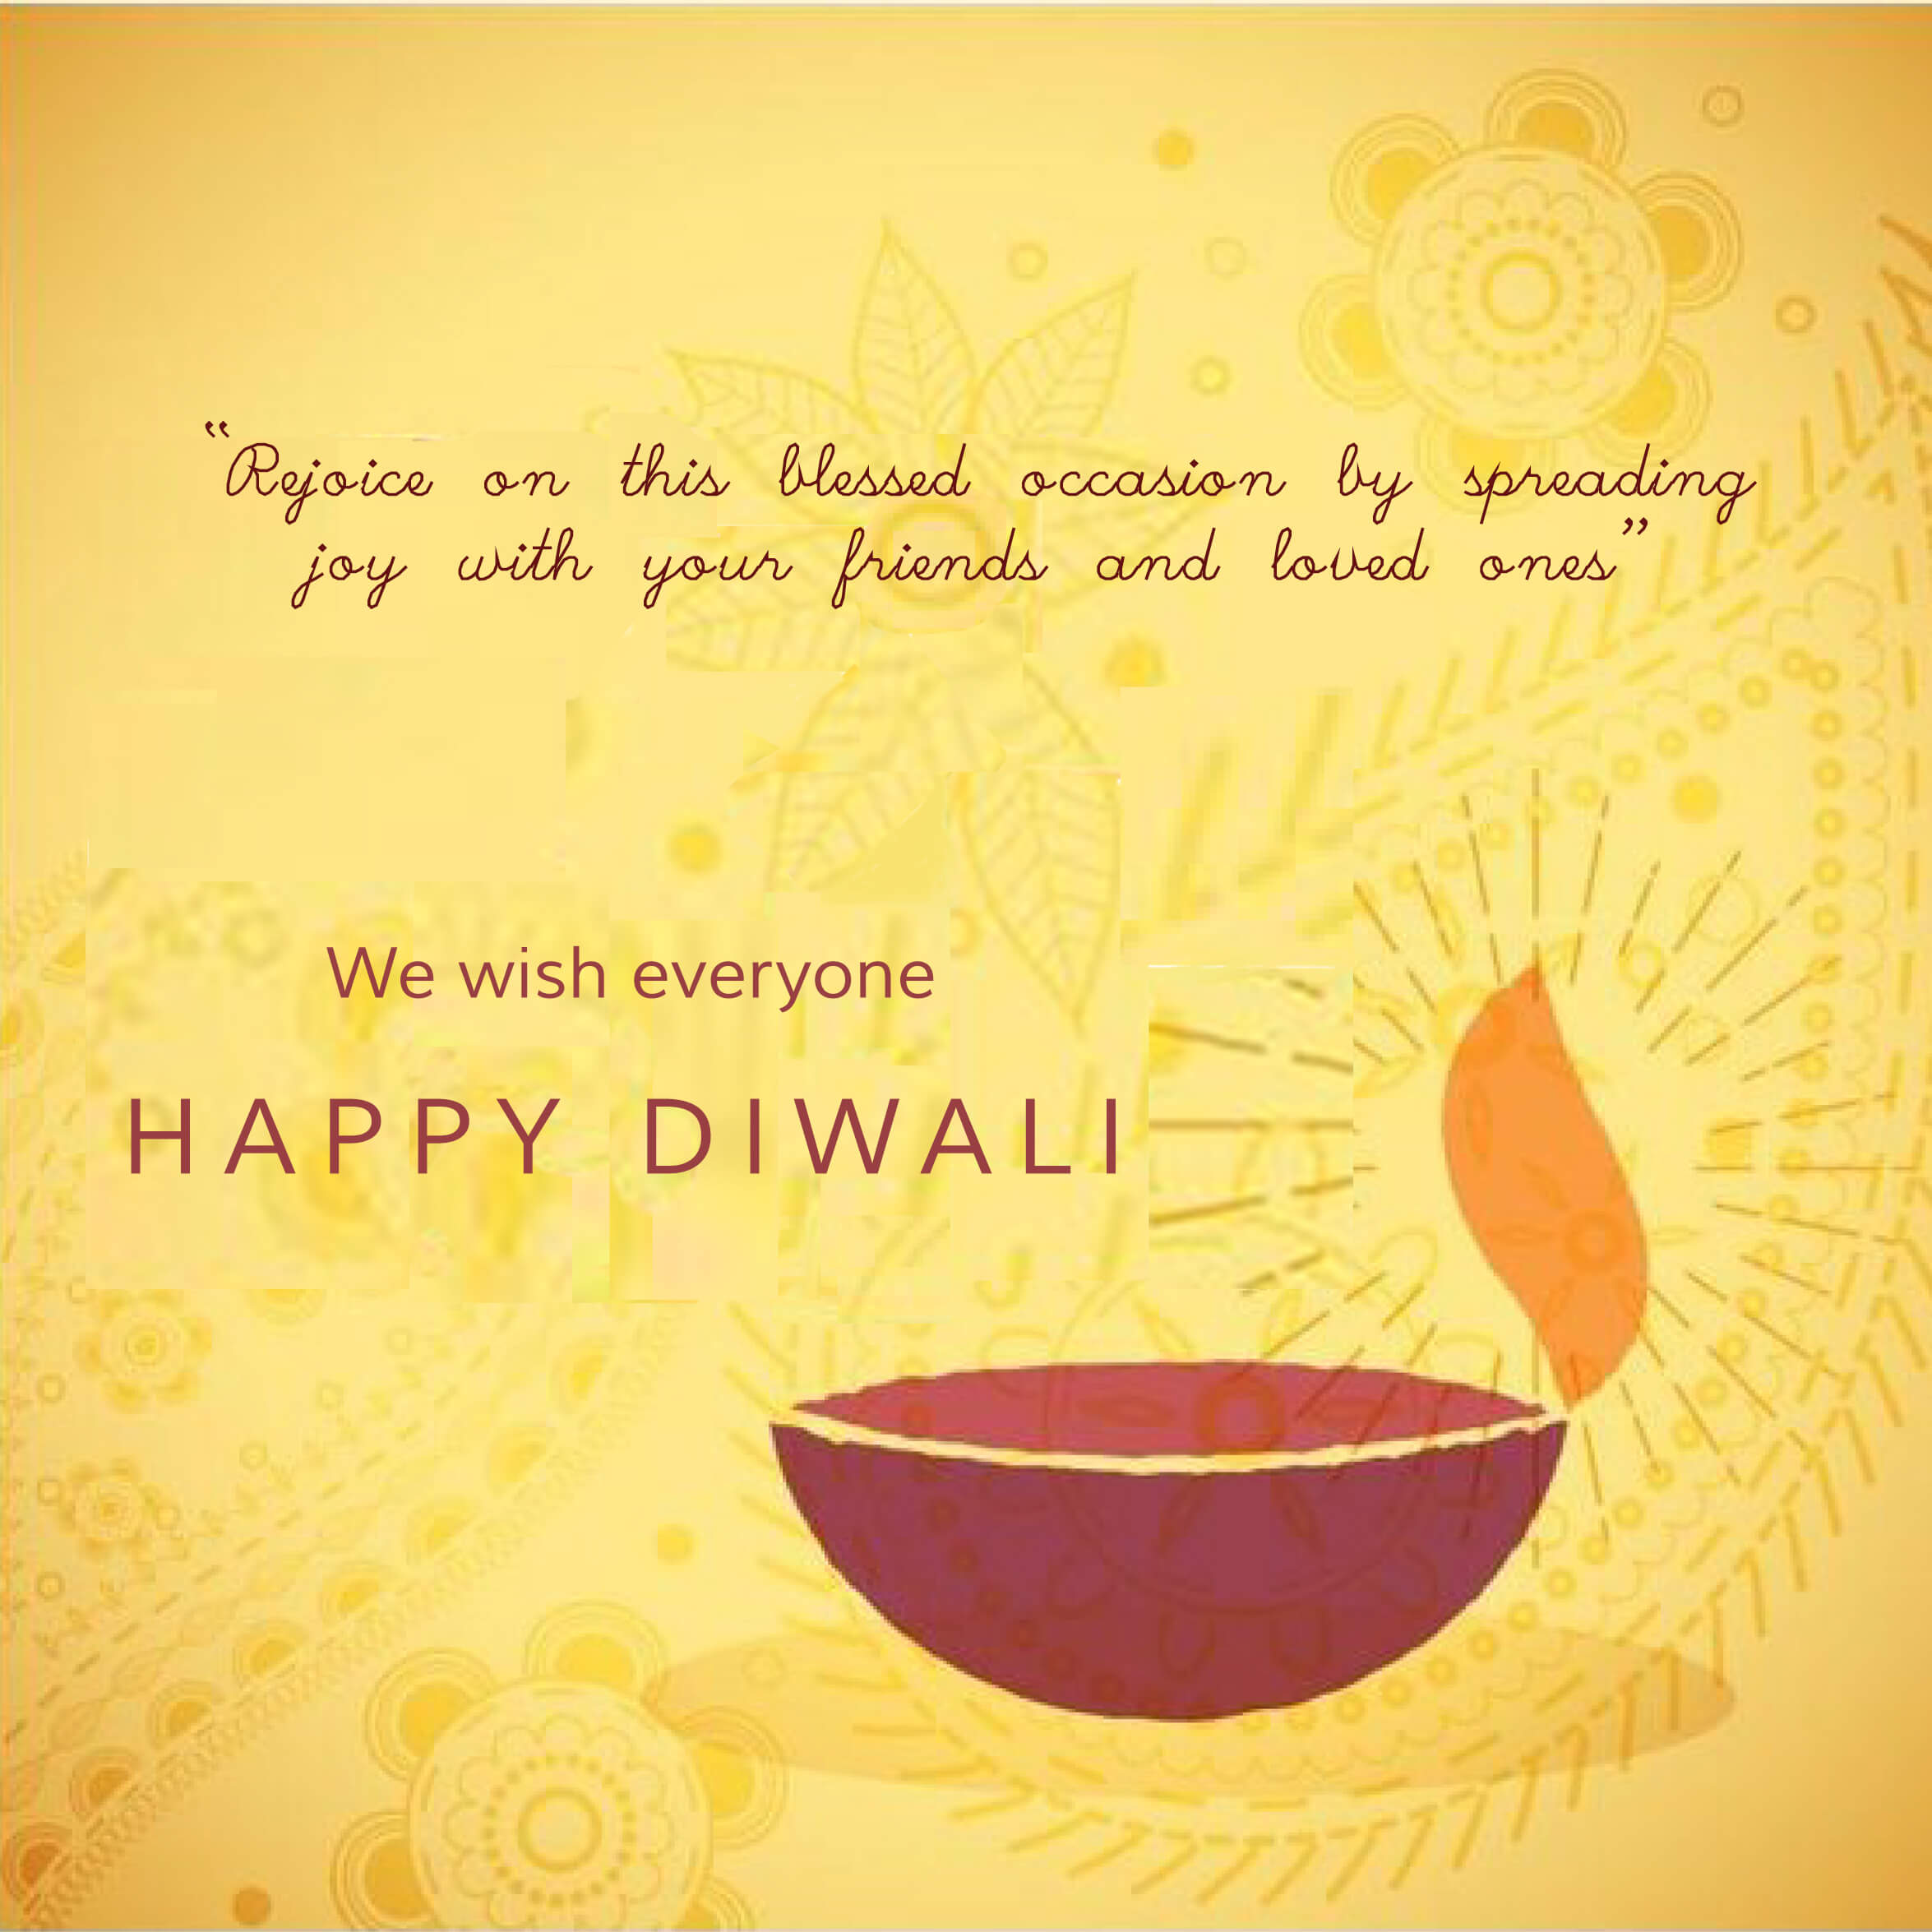 “Rejoice on this blessed occasion by spreading
joy with your friends and loved ones”
We wish everyone
HAPPY DIWALI